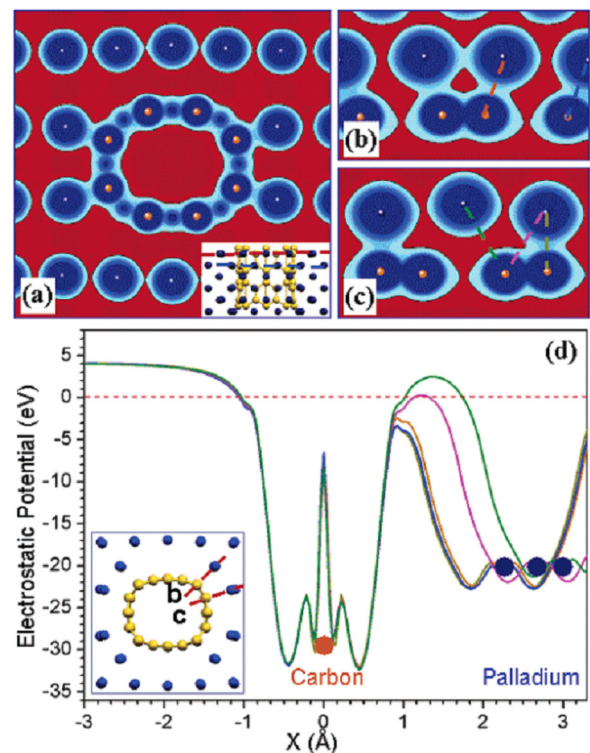 (a)
(b)
(c)
(d)
Electrostatic Potential (eV)
5
0
-5
-10
-15
-20
-25
-30
-35
b
c
Carbon
Palladium
-3
-2
-1
0
1
2
3
X (Å)